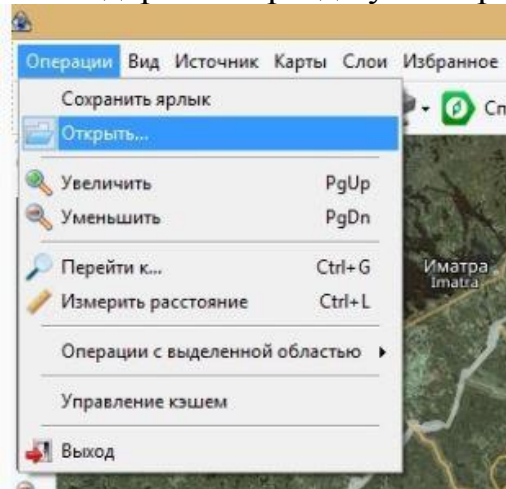 Операции Вид Источник Карты Слои Избранное
Сохранить ярлык
Открыть...
Увеличить PgUp
Уменьшить PgDn
Перейти к... Ctrl+G
Измерить расстояние Ctrl+L
Операции с выделенной областью
Управление кэшем
Выход
Иматра
Imatra